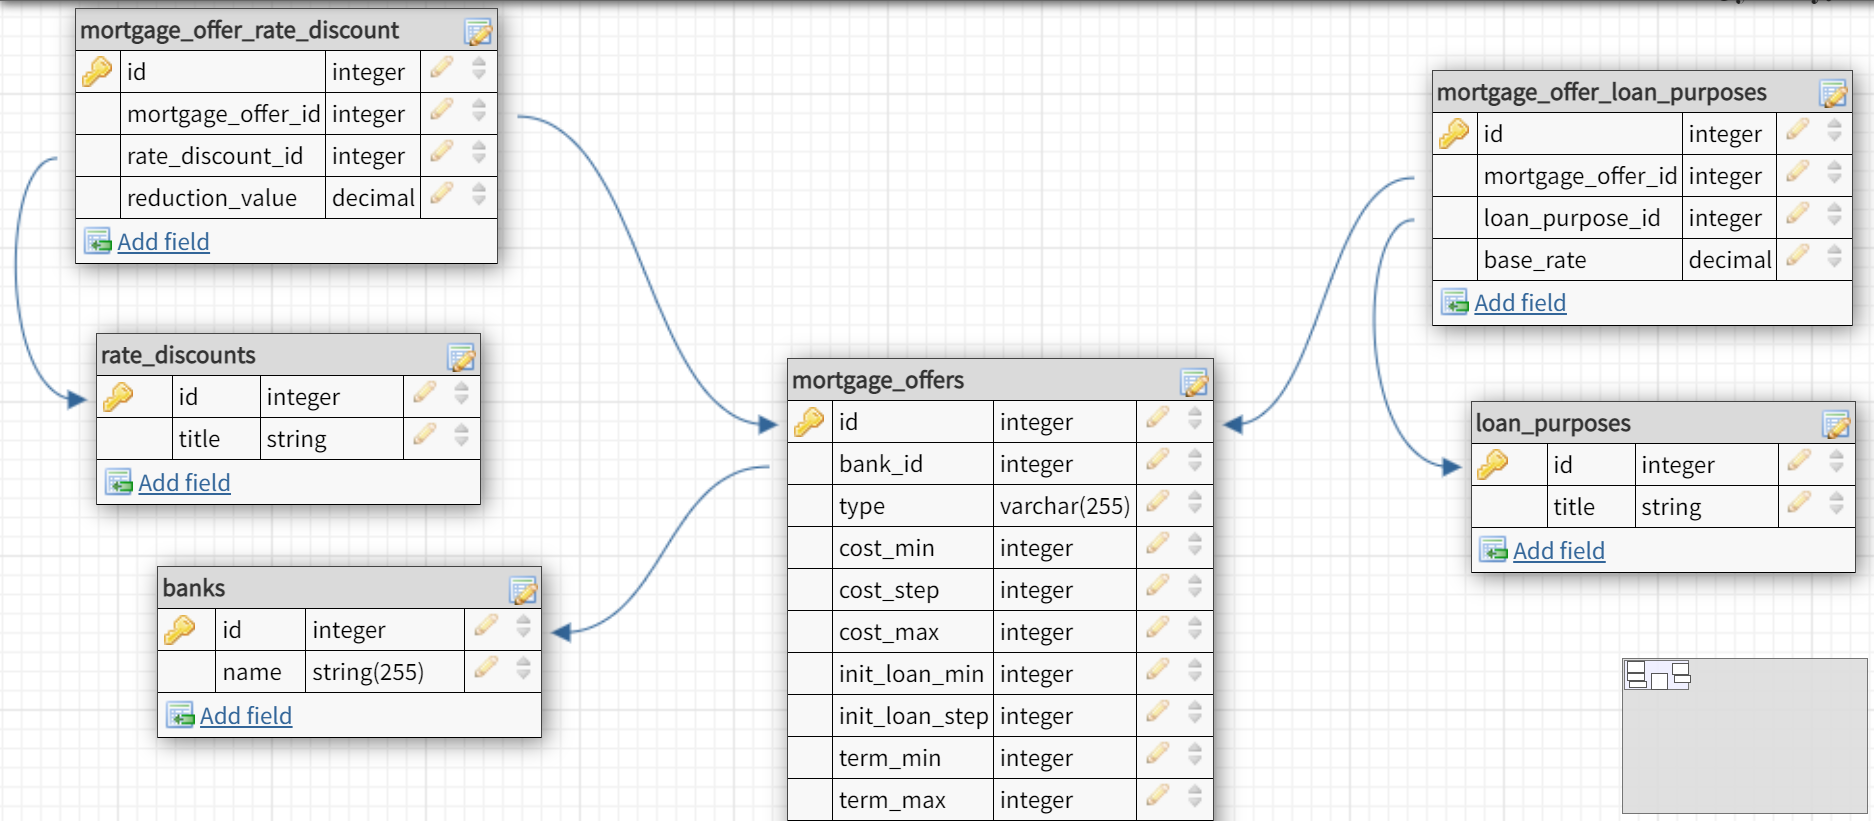 mortgage_offer_rate_discount
id integer
mortgage_offer_id integer
rate_discount_id integer
reduction_value decimal
Add field
rate_discounts
id integer
title string
Add field
banks
id integer
name string(255)
Add field
mortgage_offers
id integer
bank_id integer
type varchar(255)
cost_min integer
cost_step integer
cost_max integer
init_loan_min integer
init_loan_step integer
term_min integer
term_max integer
mortgage_offer_loan_purposes
id integer
mortgage_offer_id integer
loan_purpose_id integer
base_rate decimal
Add field
loan_purposes
id integer
title string
Add field